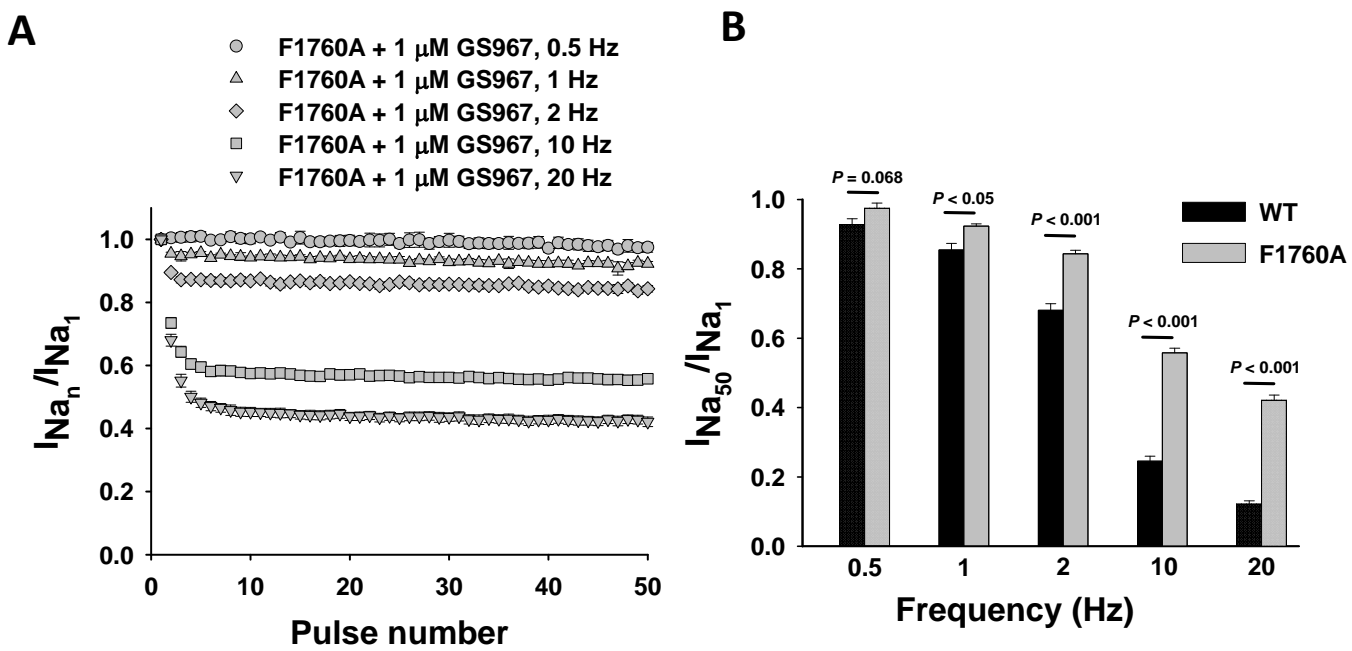 A
F1760A + 1 μM GS967, 0.5 Hz
F1760A + 1 μM GS967, 1 Hz
F1760A + 1 μM GS967, 2 Hz
F1760A + 1 μM GS967, 10 Hz
F1760A + 1 μM GS967, 20 Hz
INan/INa1
1.0
0.8
0.6
0.4
0.2
0.0
0 10 20 30 40 50
Pulse number
B
P = 0.068
P < 0.05
P < 0.001
P < 0.001
P < 0.001
WT
F1760A
INa50/INa1
1.0
0.8
0.6
0.4
0.2
0.0
0.5 1 2 10 20
Frequency (Hz)